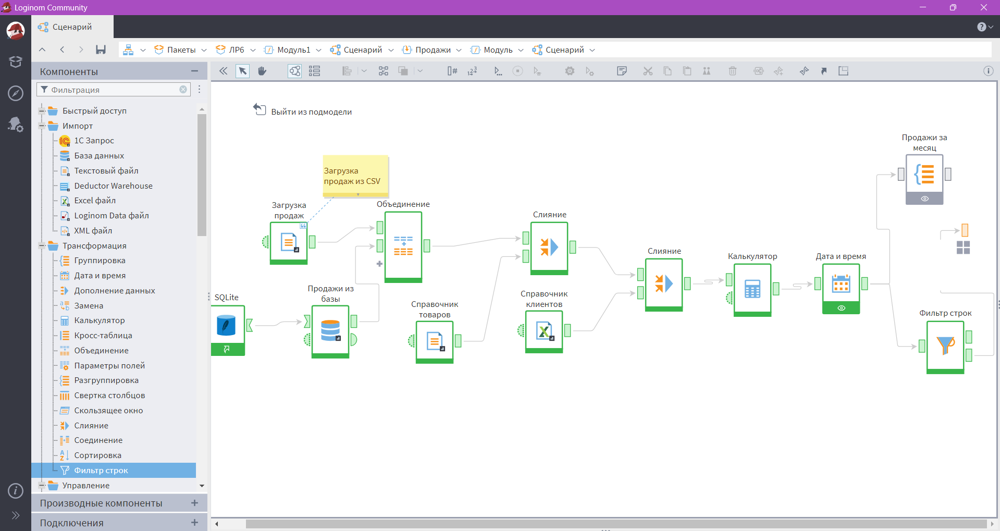 Loginom Community
Сценарий
Пакеты
ЛР6
Модуль1
Сценарий
Продажи
Модуль
Сценарий
Компоненты
Фильтрация
Быстрый доступ
Импорт
1С Запрос
База данных
Текстовый файл
Deductor Warehouse
Excel файл
Loginom Data файл
XML файл
Трансформация
Группировка
Дата и время
Дополнение данных
Замена
Калькулятор
Кросс-таблица
Объединение
Параметры полей
Разгруппировка
Свертка столбцов
Скользящее окно
Слияние
Соединение
Сортировка
Фильтр строк
Управление
Производные компоненты
Подключения
Выйти из подмодели
Загрузка
продаж из CSV
Загрузка
продаж
Объединение
SQLite
Продажи из
базы
Справочник
товаров
Слияние
Справочник
клиентов
Слияние
Калькулятор
Дата и время
Продажи за
месяц
Фильтр строк